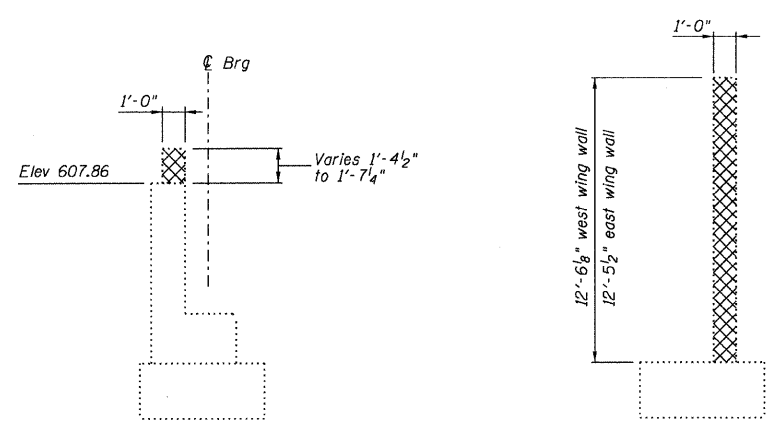 ℄ Brg
1'-0"
Varies 1'-4½"
to 1'-7¼"
Elev 607.86
1'-0"
12'-6⅛" west wing wall
12'-5½" east wing wall